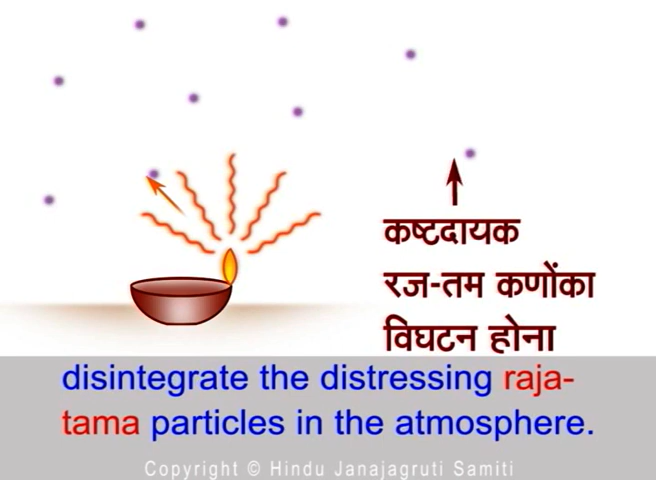 कष्टदायक
रज-तम कणोंका
विघटन होना
disintegrate the distressing raja-
tama particles in the atmosphere.
Copyright © Hindu Janajagruti Samiti